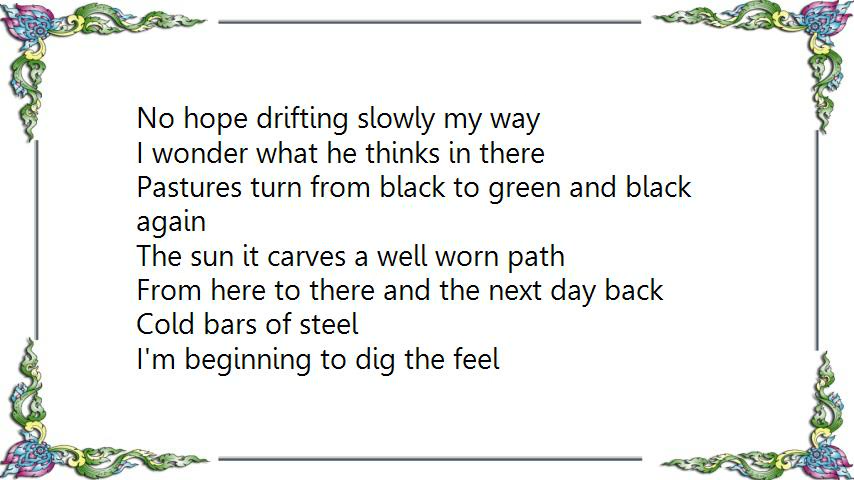 No hope drifting slowly my way
I wonder what he thinks in there
Pastures turn from black to green and black
again
The sun it carves a well worn path
From here to there and the next day back
Cold bars of steel
I'm beginning to dig the feel